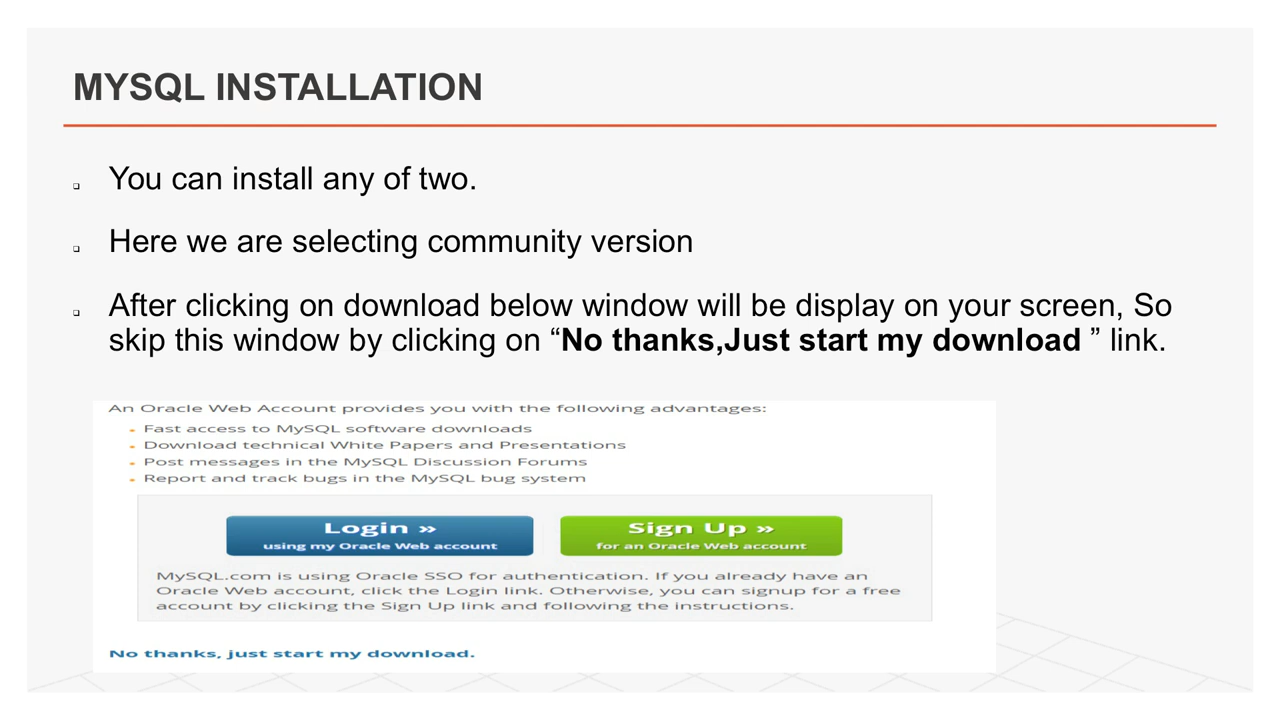 MYSQL INSTALLATION
You can install any of two.
Here we are selecting community version
After clicking on download below window will be display on your screen, So
skip this window by clicking on “No thanks,Just start my download ” link.
An Oracle Web Account provides you with the following advantages:
Fast access to MySQL software downloads
Download technical White Papers and Presentations
Post messages in the MySQL Discussion Forums
Report and track bugs in the MySQL bug system
Login »
using my Oracle Web account
Sign Up »
for an Oracle Web account
MySQL.com is using Oracle SSO for authentication. If you already have an
Oracle Web account, click the Login link. Otherwise, you can signup for a free
account by clicking the Sign Up link and following the instructions.
No thanks, just start my download.